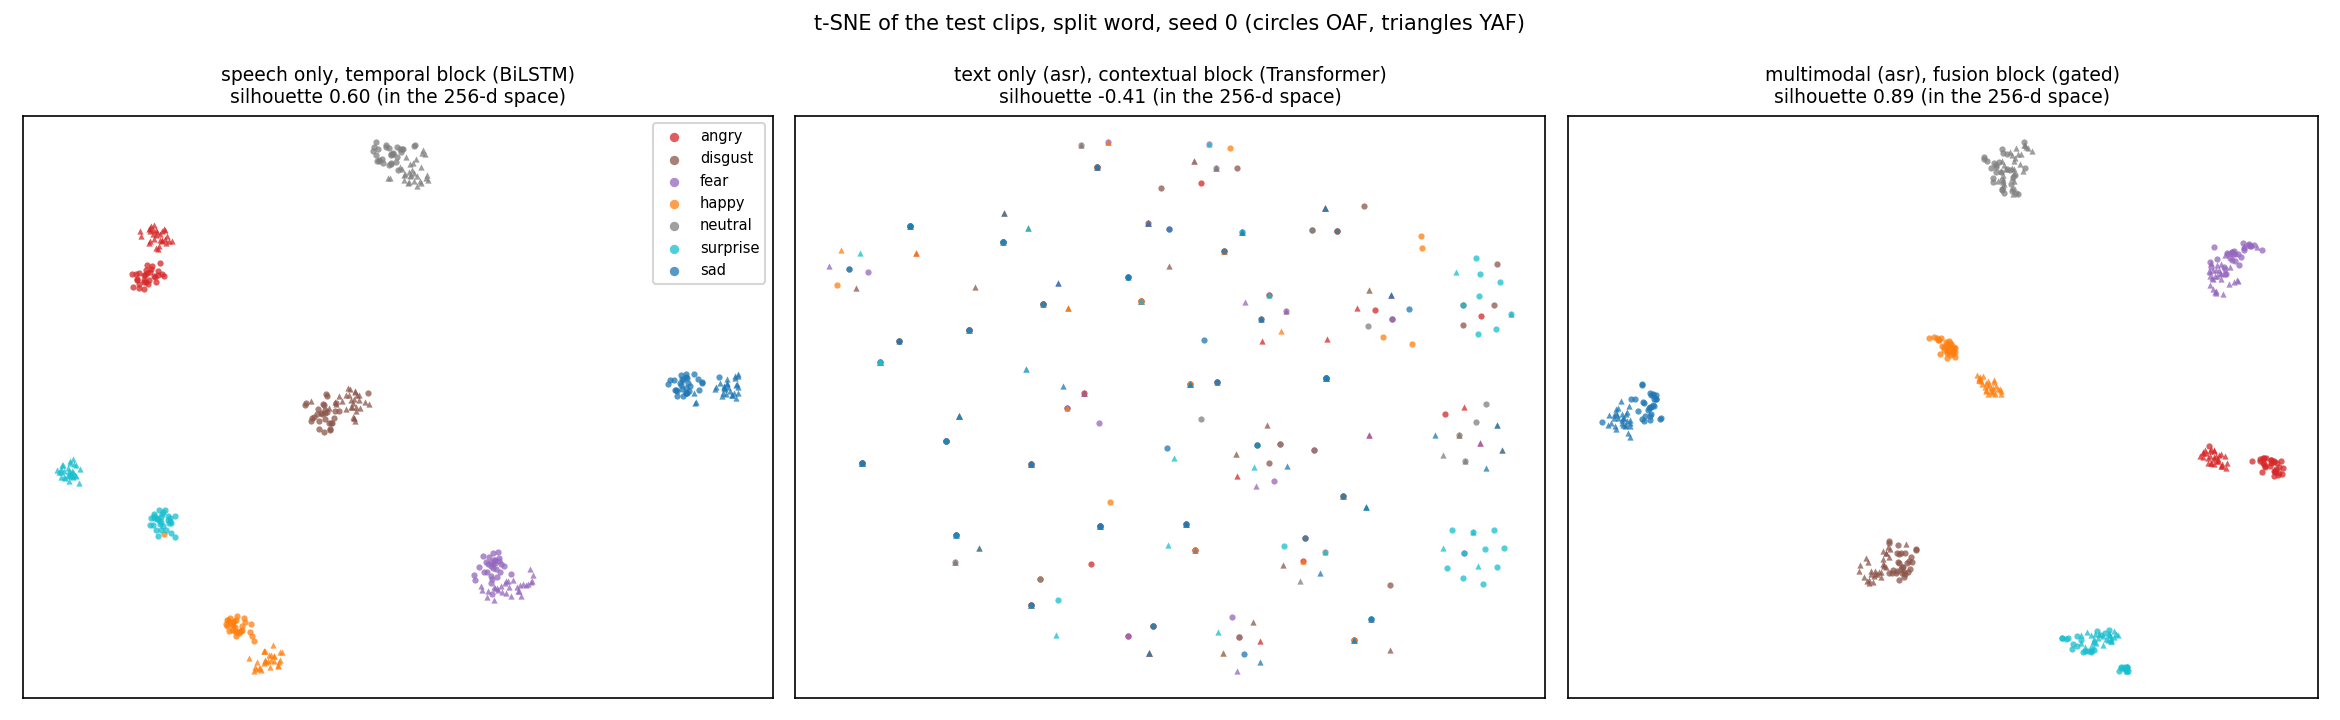 t-SNE of the test clips, split word, seed 0 (circles OAF, triangles YAF)
speech only, temporal block (BiLSTM)
silhouette 0.60 (in the 256-d space)
angry
disgust
fear
happy
neutral
surprise
sad
text only (asr), contextual block (Transformer)
silhouette -0.41 (in the 256-d space)
multimodal (asr), fusion block (gated)
silhouette 0.89 (in the 256-d space)